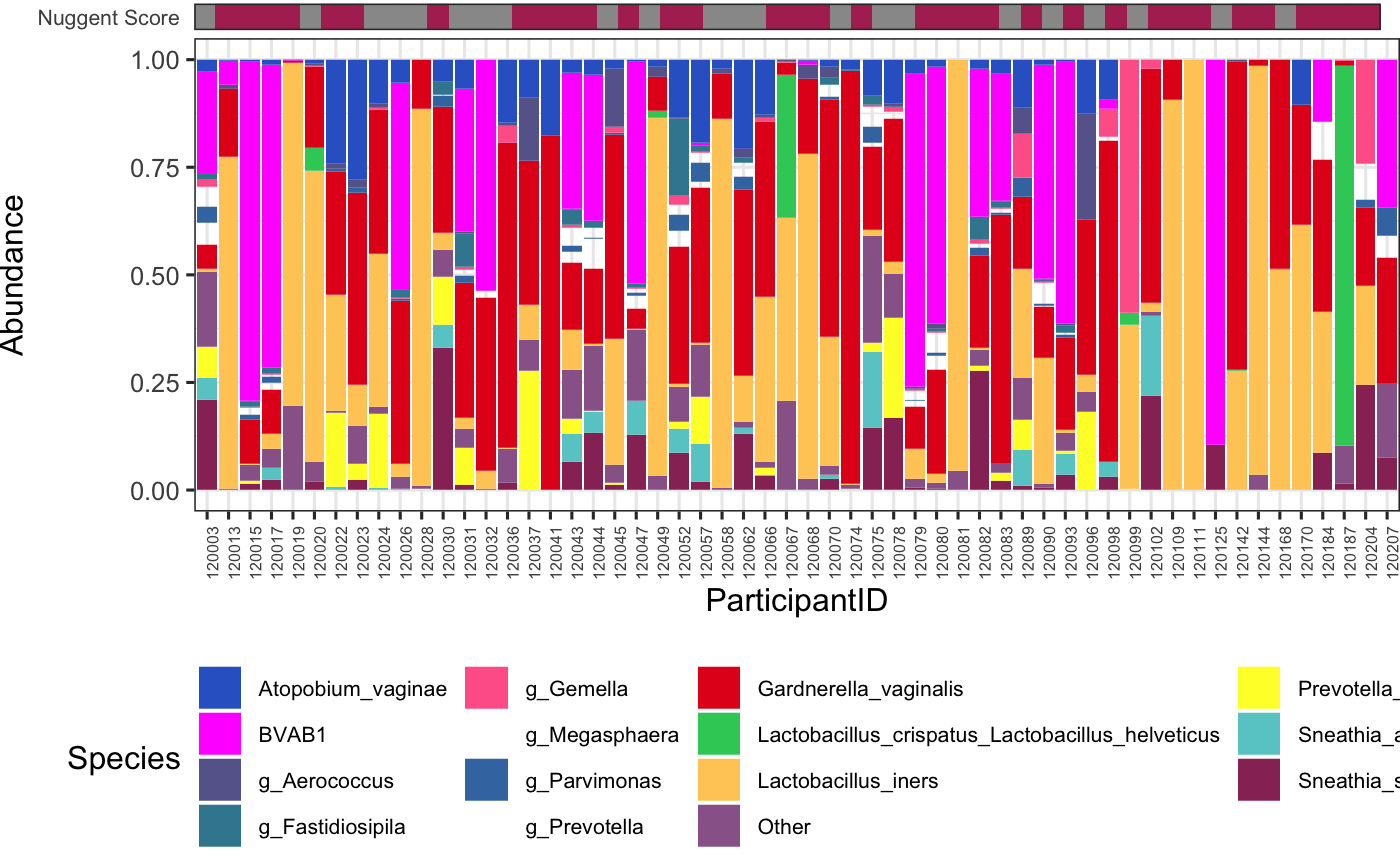 Nuggent Score
1.00
0.75
0.50
0.25
0.00
Abundance
120003 120013 120015 120017 120019 120020 120022 120023 120024 120026 120028 120030 120031 120032 120036 120037 120041 120043 120044 120045 120047 120049 120052 120057 120058 120062 120066 120067 120068 120070 120074 120075 120078 120079 120080 120081 120082 120083 120089 120090 120093 120096 120098 120099 120102 120109 120111 120125 120142 120144 120168 120170 120184 120187 120204 120207
ParticipantID
Species
Atopobium_vaginae g_Gemella Gardnerella_vaginalis Prevotella_
BVAB1 g_Megasphaera Lactobacillus_crispatus_Lactobacillus_helveticus Sneathia_a
g_Aerococcus g_Parvimonas Lactobacillus_iners Sneathia_s
g_Fastidiosipila g_Prevotella Other